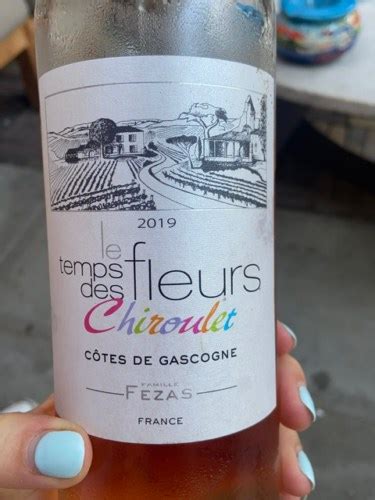 2019
le
temps
des fleurs
Chiroulet
CÔTES DE GASCOGNE
FAMILLE
FEZAS
FRANCE